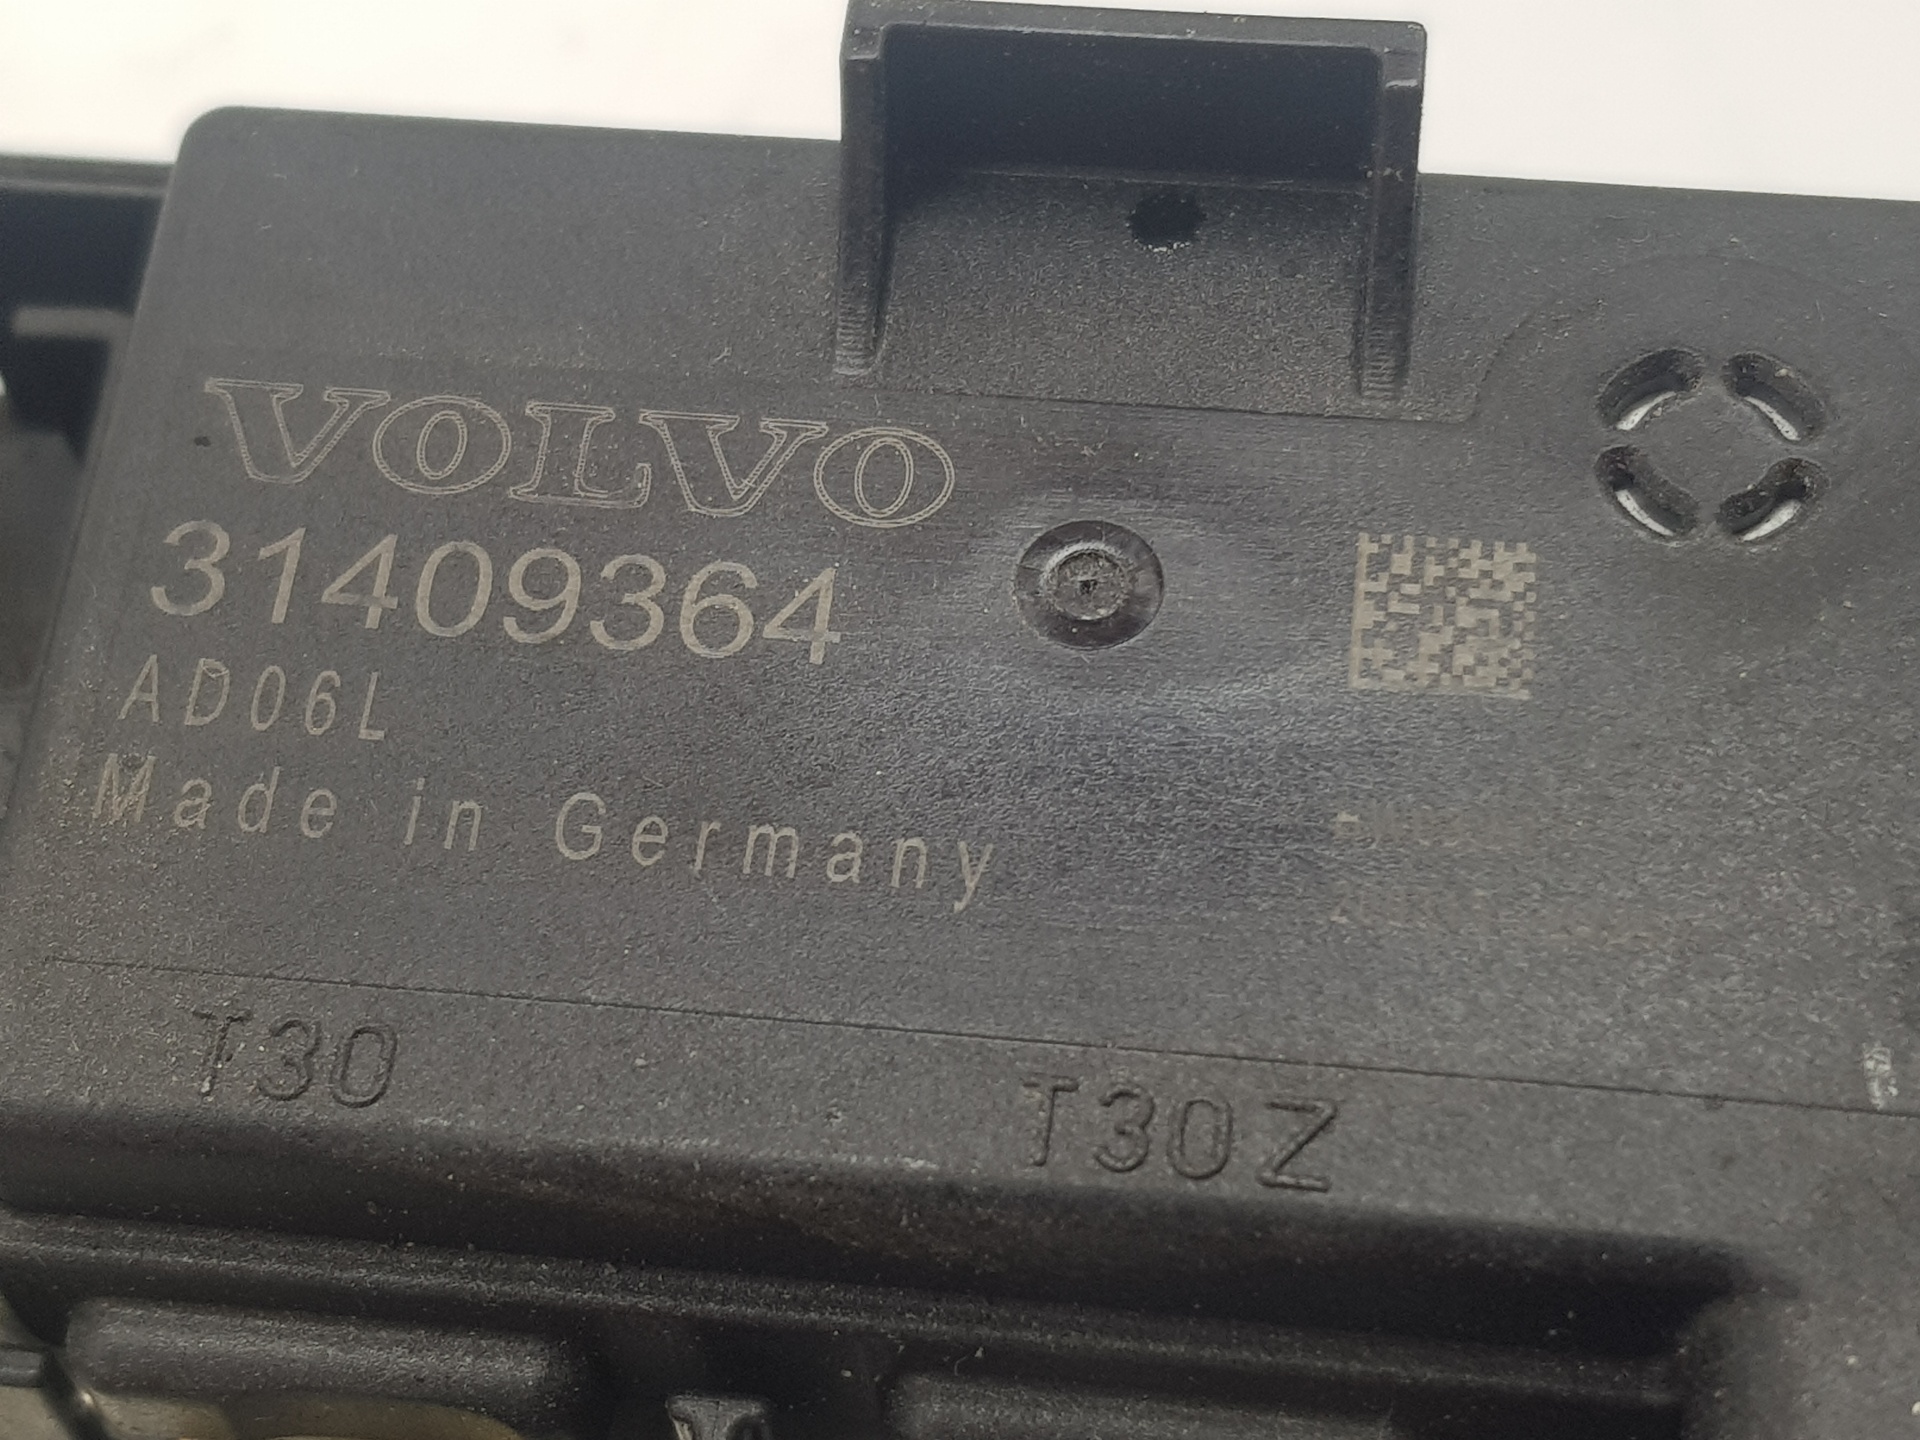 VOLVO
31409364
AD06L
Made in Germany
T30
T30Z